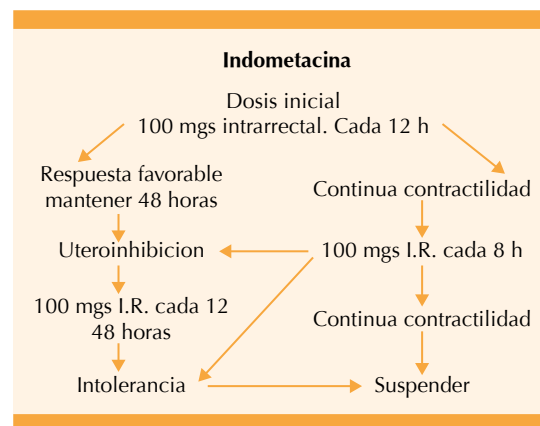 Indometacina
Dosis inicial
100 mgs intrarrectal. Cada 12 h
Respuesta favorable
mantener 48 horas
Continua contractilidad
Uteroinhibicion
100 mgs I.R. cada 8 h
100 mgs I.R. cada 12
48 horas
Continua contractilidad
Intolerancia
Suspender